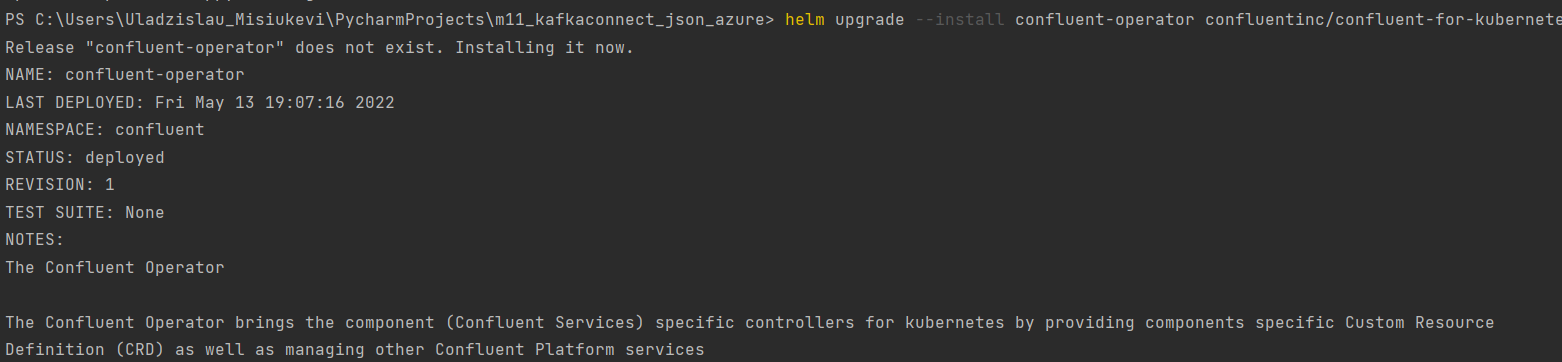 PS C:\Users\Uladzislau_Misiukevi\PycharmProjects\m11_kafkaconnect_json_azure> helm upgrade --install confluent-operator confluentinc/confluent-for-kubernete
Release "confluent-operator" does not exist. Installing it now.
NAME: confluent-operator
LAST DEPLOYED: Fri May 13 19:07:16 2022
NAMESPACE: confluent
STATUS: deployed
REVISION: 1
TEST SUITE: None
NOTES:
The Confluent Operator
The Confluent Operator brings the component (Confluent Services) specific controllers for kubernetes by providing components specific Custom Resource
Definition (CRD) as well as managing other Confluent Platform services